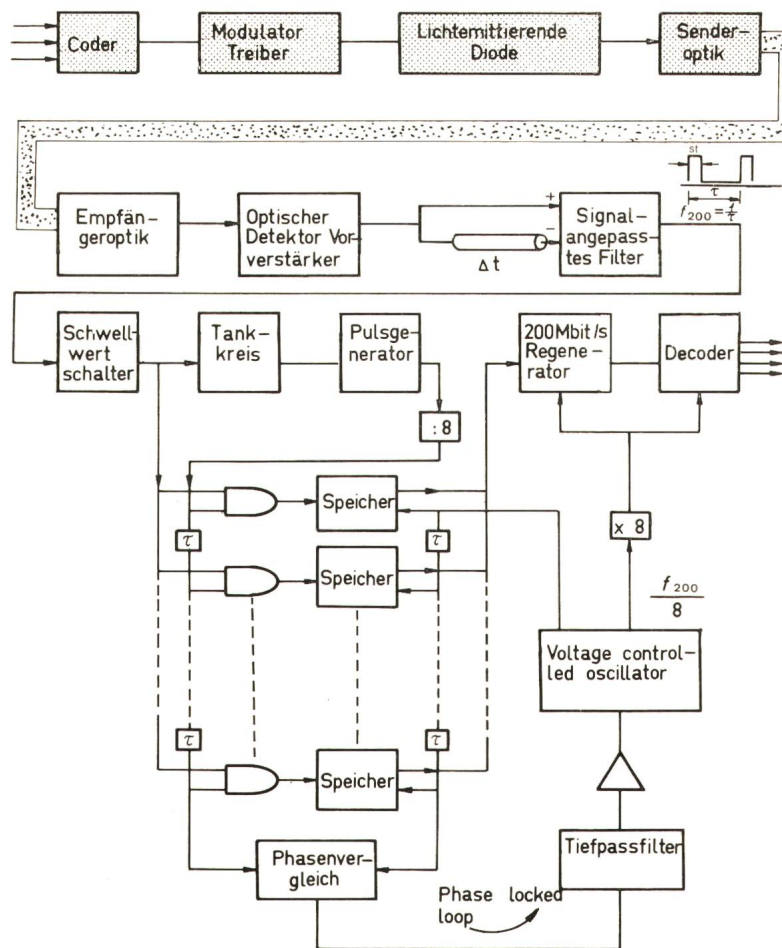 Coder
Modulator
Treiber
Lichtemittierende
Diode
Sender-
optik
st
τ
f200 = 1/τ
Empfän-
geroptik
Optischer
Detektor Vor-
verstärker
+
−
Δt
Signal-
angepass-
tes Filter
Schwell-
wert
schalter
Tank-
kreis
Puls­ge-
nerator
200Mbit/s
Regene-
rator
Decoder
: 8
Speicher
τ
τ
Speicher
x 8
f200
8
Voltage control-
led oscillator
τ
τ
Speicher
Phasenver-
gleich
Tiefpassfilter
Phase locked
loop